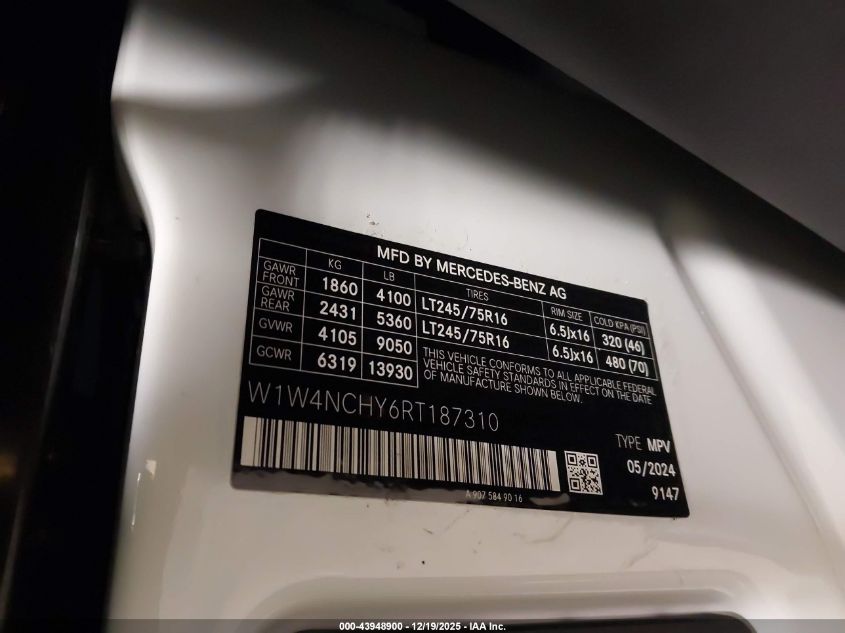 MFD BY MERCEDES-BENZ AG
KG LB TIRES RIM SIZE COLD KPA (PSI)
GAWR FRONT 1860 4100 LT245/75R16 6.5Jx16 320 (46)
GAWR REAR 2431 5360 LT245/75R16 6.5Jx16 480 (70)
GVWR 4105 9050
GCWR 6319 13930
THIS VEHICLE CONFORMS TO ALL APPLICABLE FEDERAL
VEHICLE SAFETY STANDARDS IN EFFECT ON THE DATE
OF MANUFACTURE SHOWN BELOW.
W1W4NCHY6RT187310
TYPE MPV
05/2024
9147
A 907 584 90 16
000-43948900 - 12/19/2025 - IAA Inc.